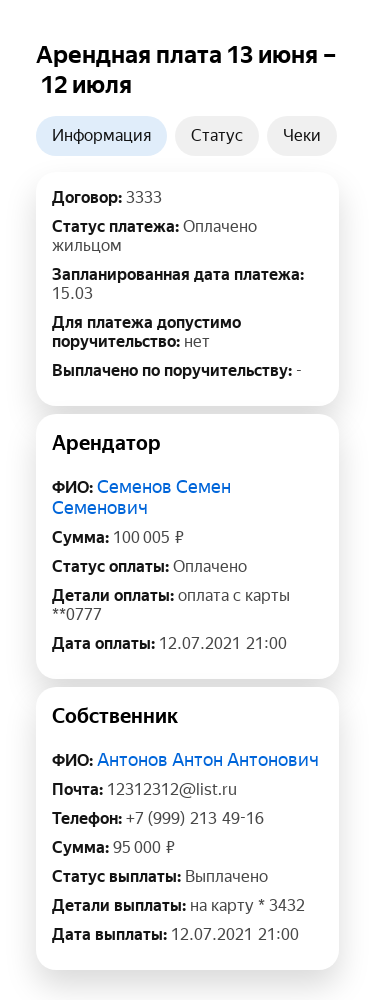 Арендная плата 13 июня –
12 июля
Информация
Статус
Чеки
Договор: 3333
Статус платежа: Оплачено
жильцом
Запланированная дата платежа:
15.03
Для платежа допустимо
поручительство: нет
Выплачено по поручительству: -
Арендатор
ФИО: Семенов Семен
Семенович
Сумма: 100 005 ₽
Статус оплаты: Оплачено
Детали оплаты: оплата с карты
**0777
Дата оплаты: 12.07.2021 21:00
Собственник
ФИО: Антонов Антон Антонович
Почта: 12312312@list.ru
Телефон: +7 (999) 213 49-16
Сумма: 95 000 ₽
Статус выплаты: Выплачено
Детали выплаты: на карту * 3432
Дата выплаты: 12.07.2021 21:00